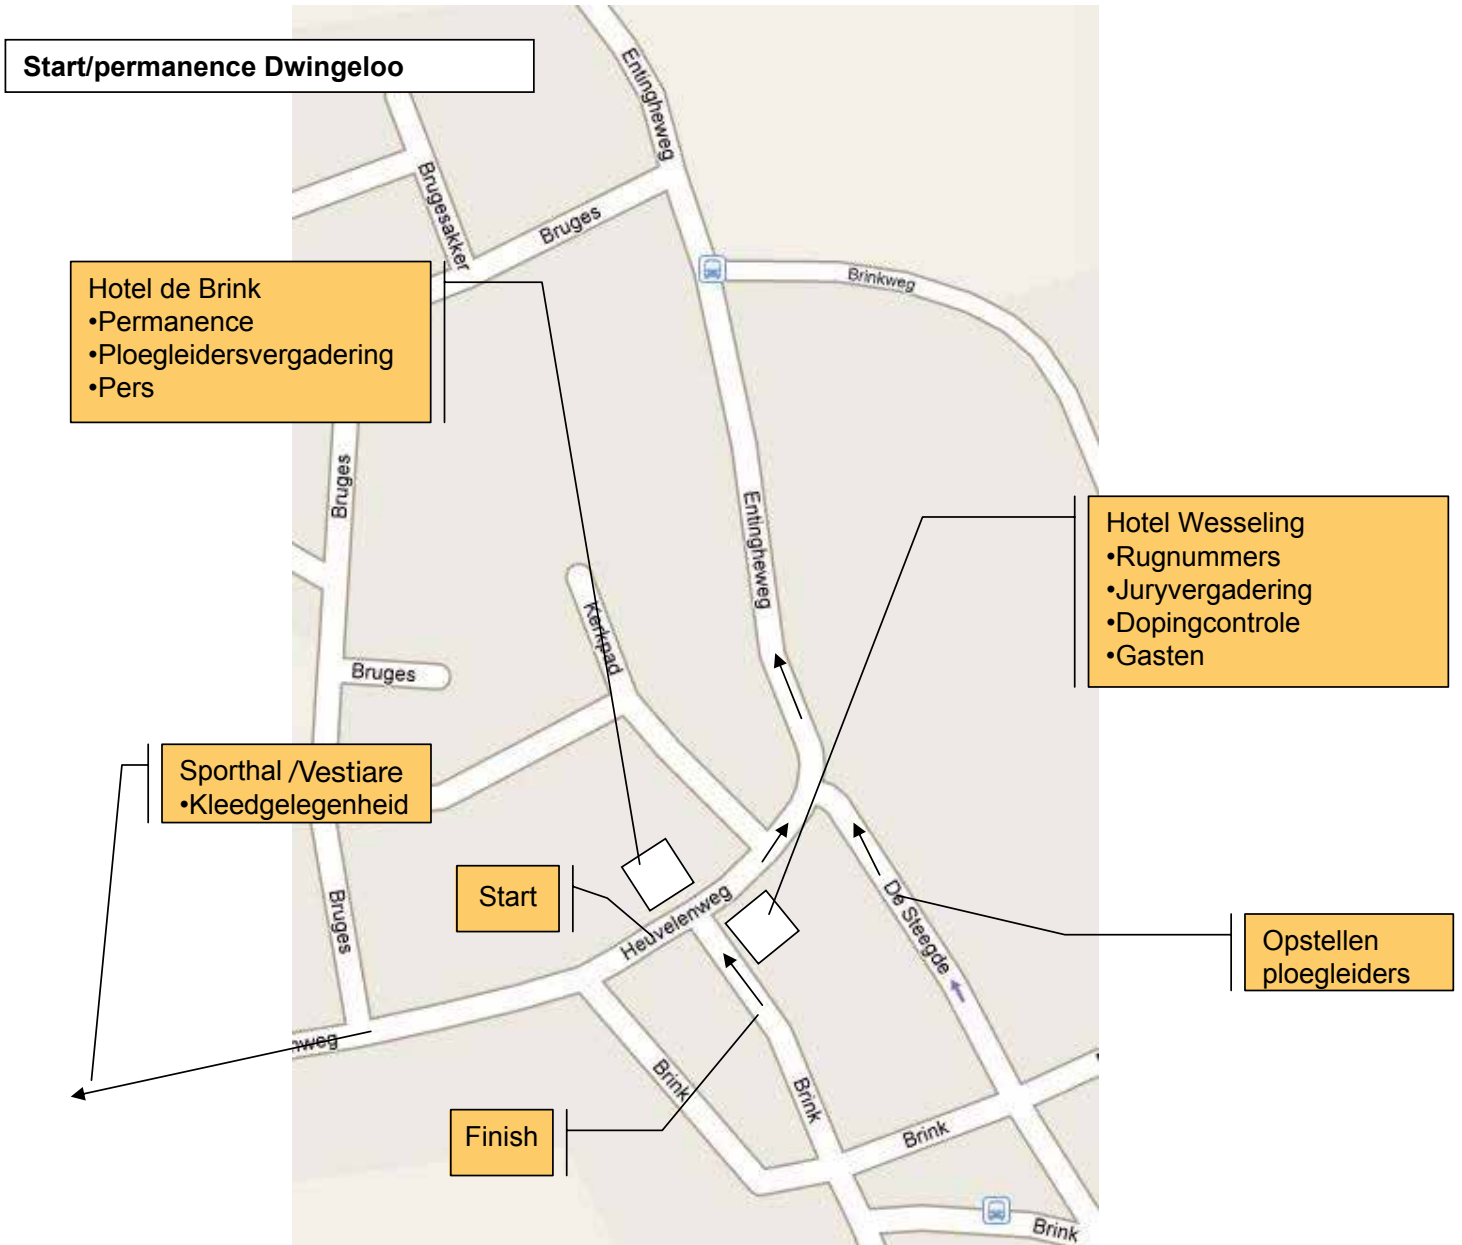 Start/permanence Dwingeloo
Entingheweg
Brugesakker
Bruges
Brinkweg
Hotel de Brink
•Permanence
•Ploegleidersvergadering
•Pers
Bruges
Entingheweg
Hotel Wesseling
•Rugnummers
•Juryvergadering
•Dopingcontrole
•Gasten
Kerkpad
Bruges
Sporthal /Vestiare
•Kleedgelegenheid
Start
Bruges
Heuvelenweg
De Steegde
Opstellen
ploegleiders
nweg
Brink
Brink
Finish
Brink
Brink